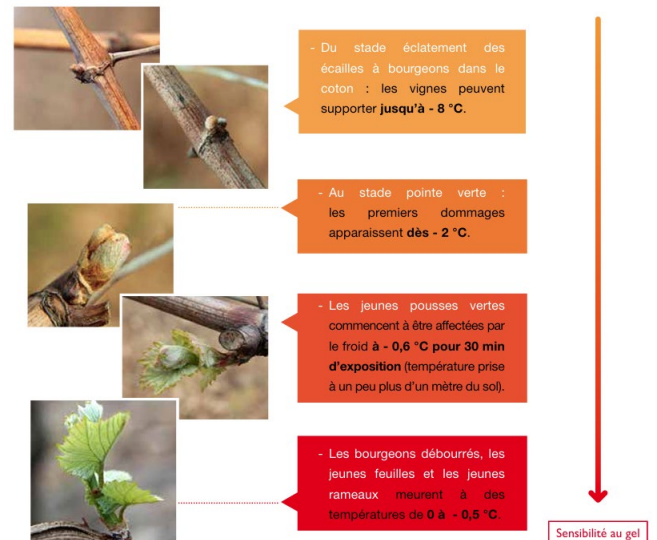 - Du stade éclatement des
écailles à bourgeons dans le
coton : les vignes peuvent
supporter jusqu'à - 8 °C.
- Au stade pointe verte :
les premiers dommages
apparaissent dès - 2 °C.
- Les jeunes pousses vertes
commencent à être affectées par
le froid à - 0,6 °C pour 30 min
d'exposition (température prise
à un peu plus d'un mètre du sol).
- Les bourgeons débourrés, les
jeunes feuilles et les jeunes
rameaux meurent à des
températures de 0 à - 0,5 °C.
Sensibilité au gel